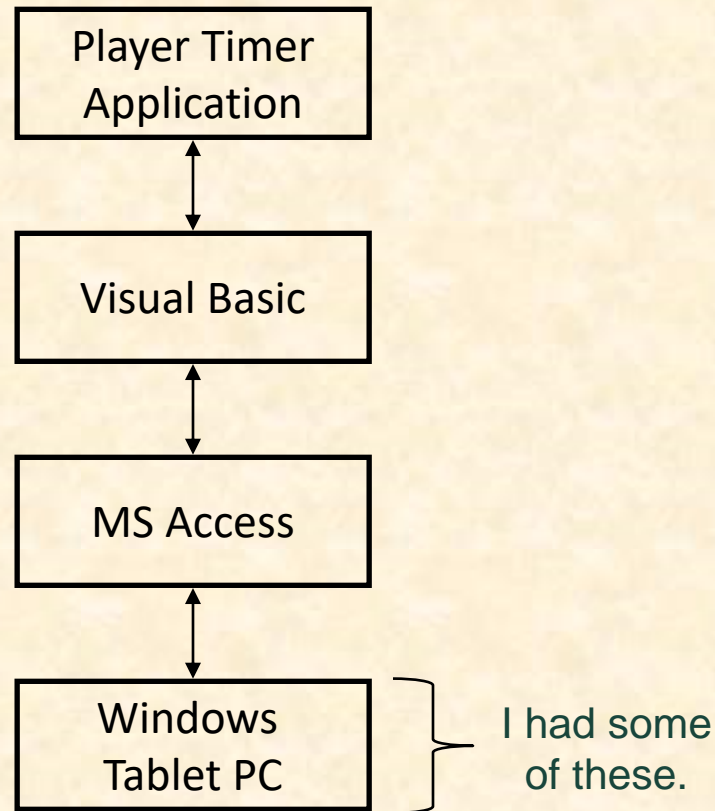 Player Timer
Application
Visual Basic
MS Access
Windows
Tablet PC
I had some
of these.